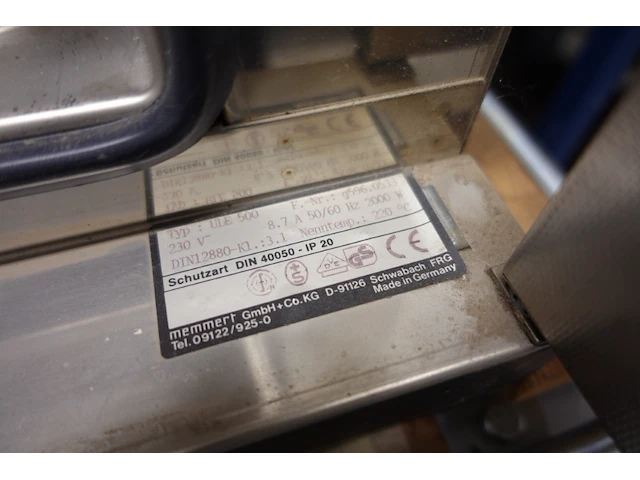 Typ : ULE 500 F.-Nr.: g596.0533
230 V~ 8.7 A 50/60 Hz 2000 W
DIN12880-Kl.:3.1 Nenntemp.: 220 °C
Schutzart DIN 40050 - IP 20
GS CE
memmert GmbH+Co.KG D-91126 Schwabach FRG
Tel. 09122/925-0 Made in Germany